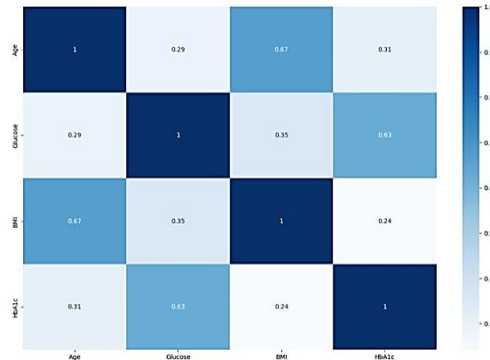 Age 1 0.29 0.67 0.31
Glucose 0.29 1 0.35 0.63
BMI 0.67 0.35 1 0.24
HbA1c 0.31 0.63 0.24 1
Age Glucose BMI HbA1c